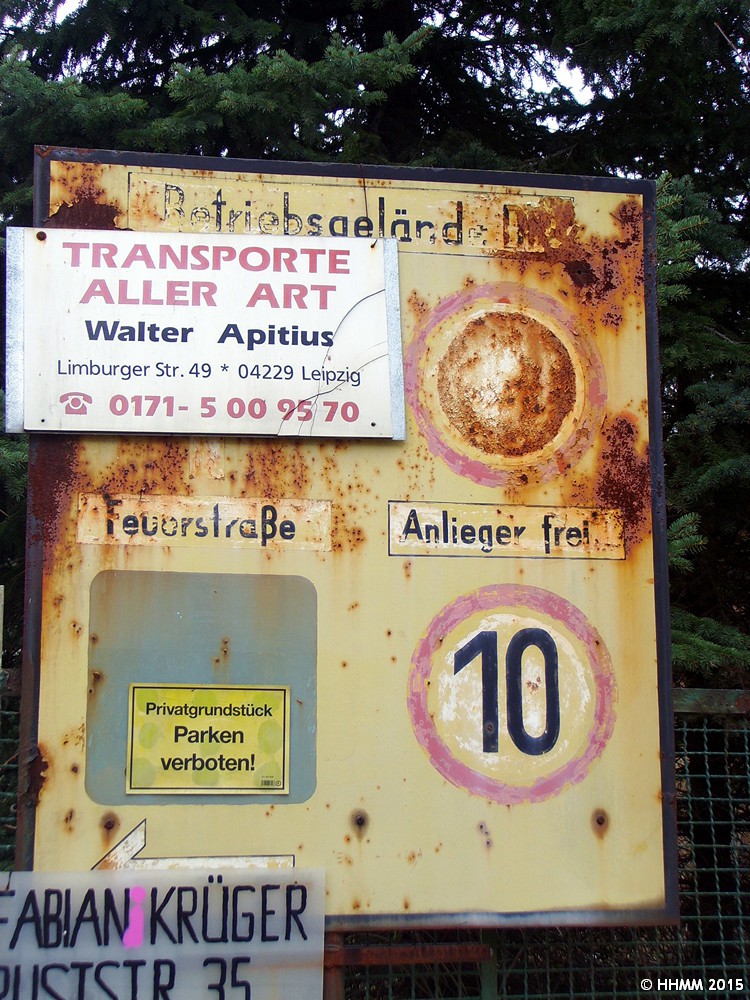 Betriebsgelände
TRANSPORTE
ALLER ART
Walter Apitius
Limburger Str. 49 * 04229 Leipzig
☎ 0171- 5 00 95 70
Feuerstraße
Anlieger frei
10
Privatgrundstück
Parken
verboten!
FABIAN KRÜGER
PUSTSTR. 35
© HHMM 2015